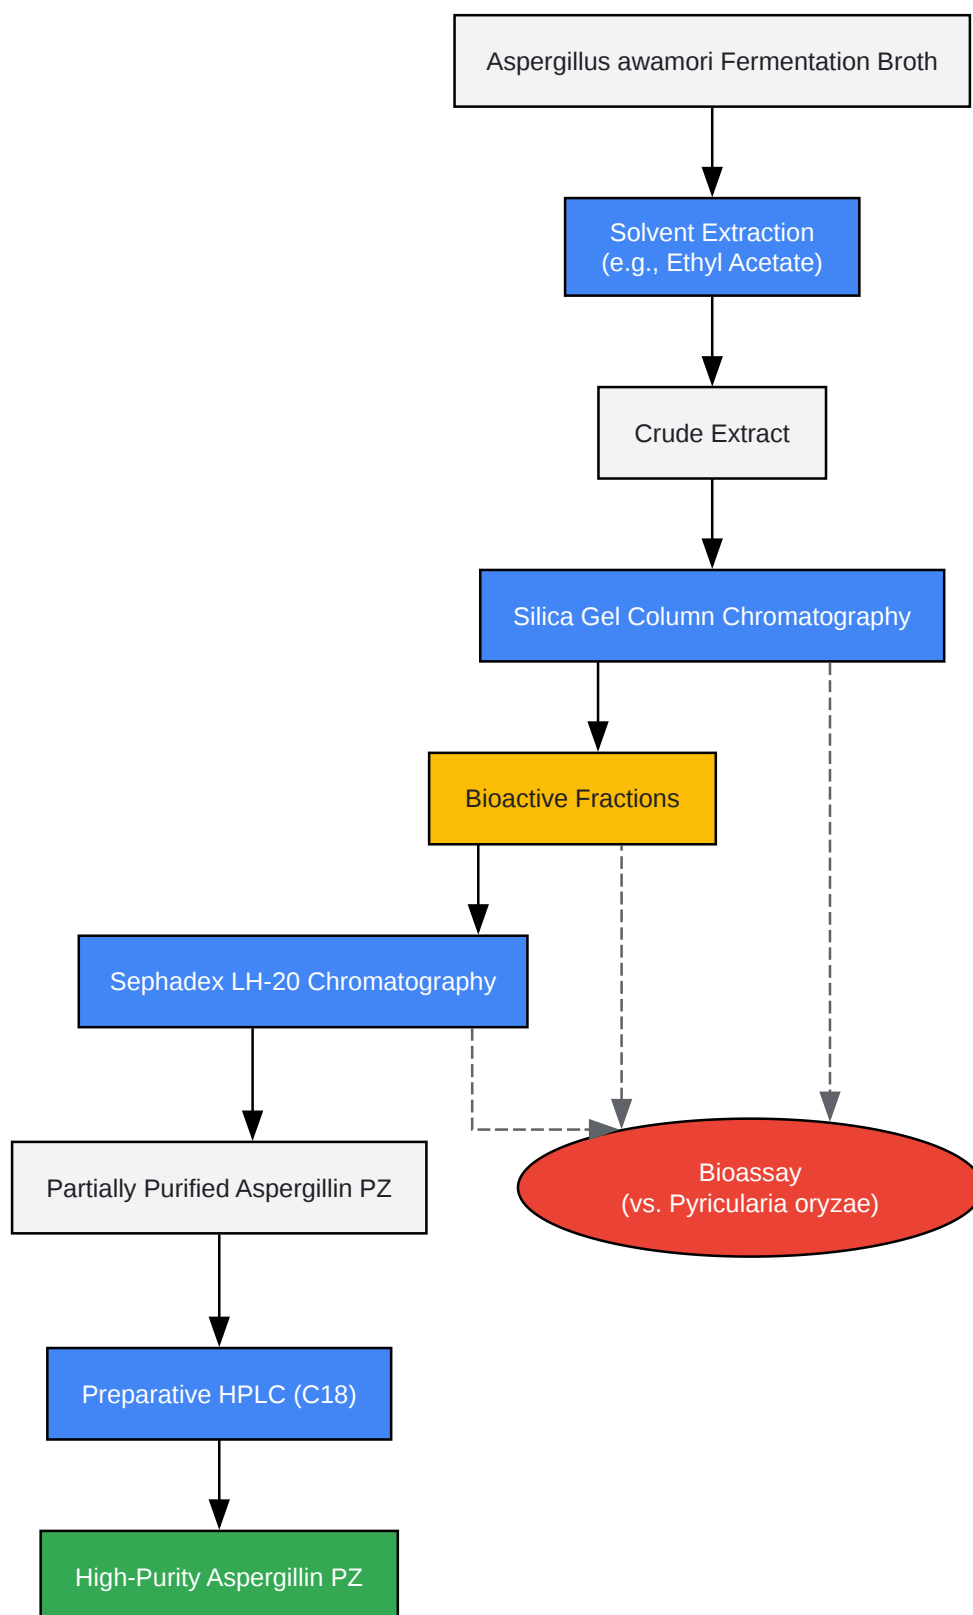 Aspergillus awamori Fermentation Broth
Solvent Extraction
(e.g., Ethyl Acetate)
Crude Extract
Silica Gel Column Chromatography
Bioactive Fractions
Sephadex LH-20 Chromatography
Partially Purified Aspergillin PZ
Bioassay
(vs. Pyricularia oryzae)
Preparative HPLC (C18)
High-Purity Aspergillin PZ